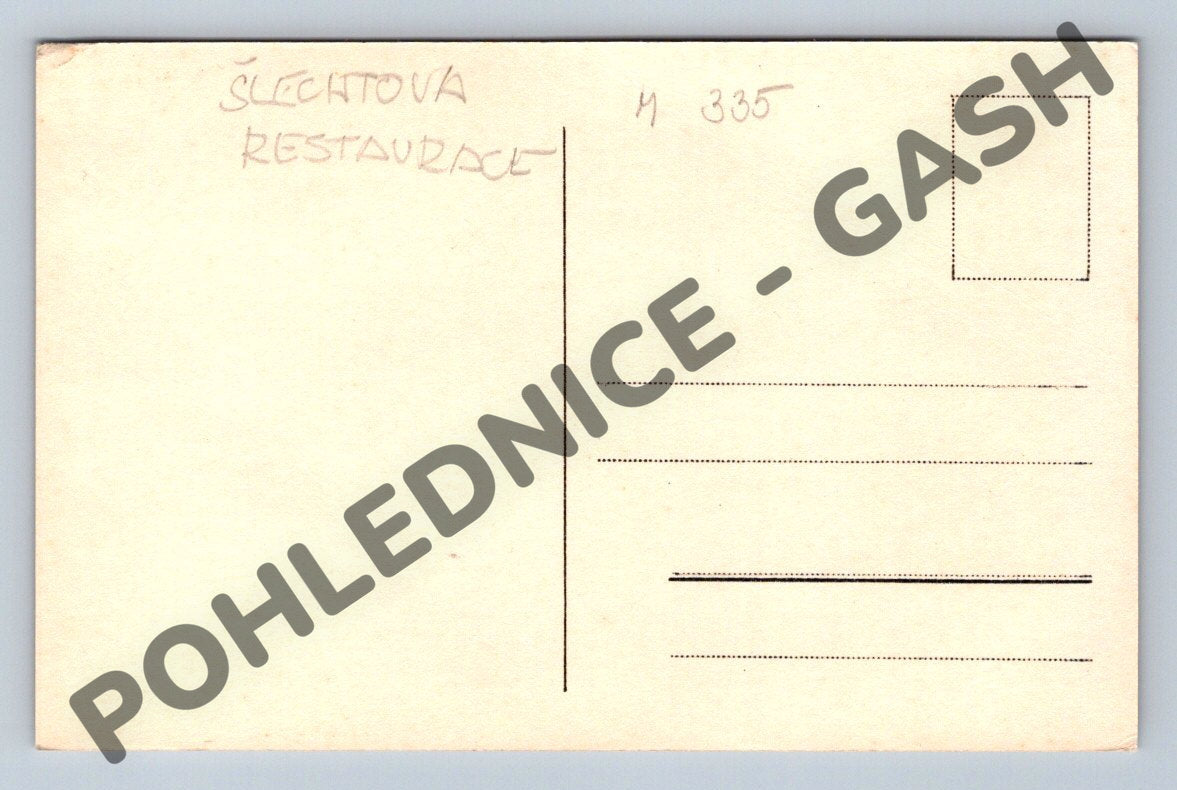 ŠLECHTOVA
RESTAURACE
M 335
POHLEDNICE - GASH